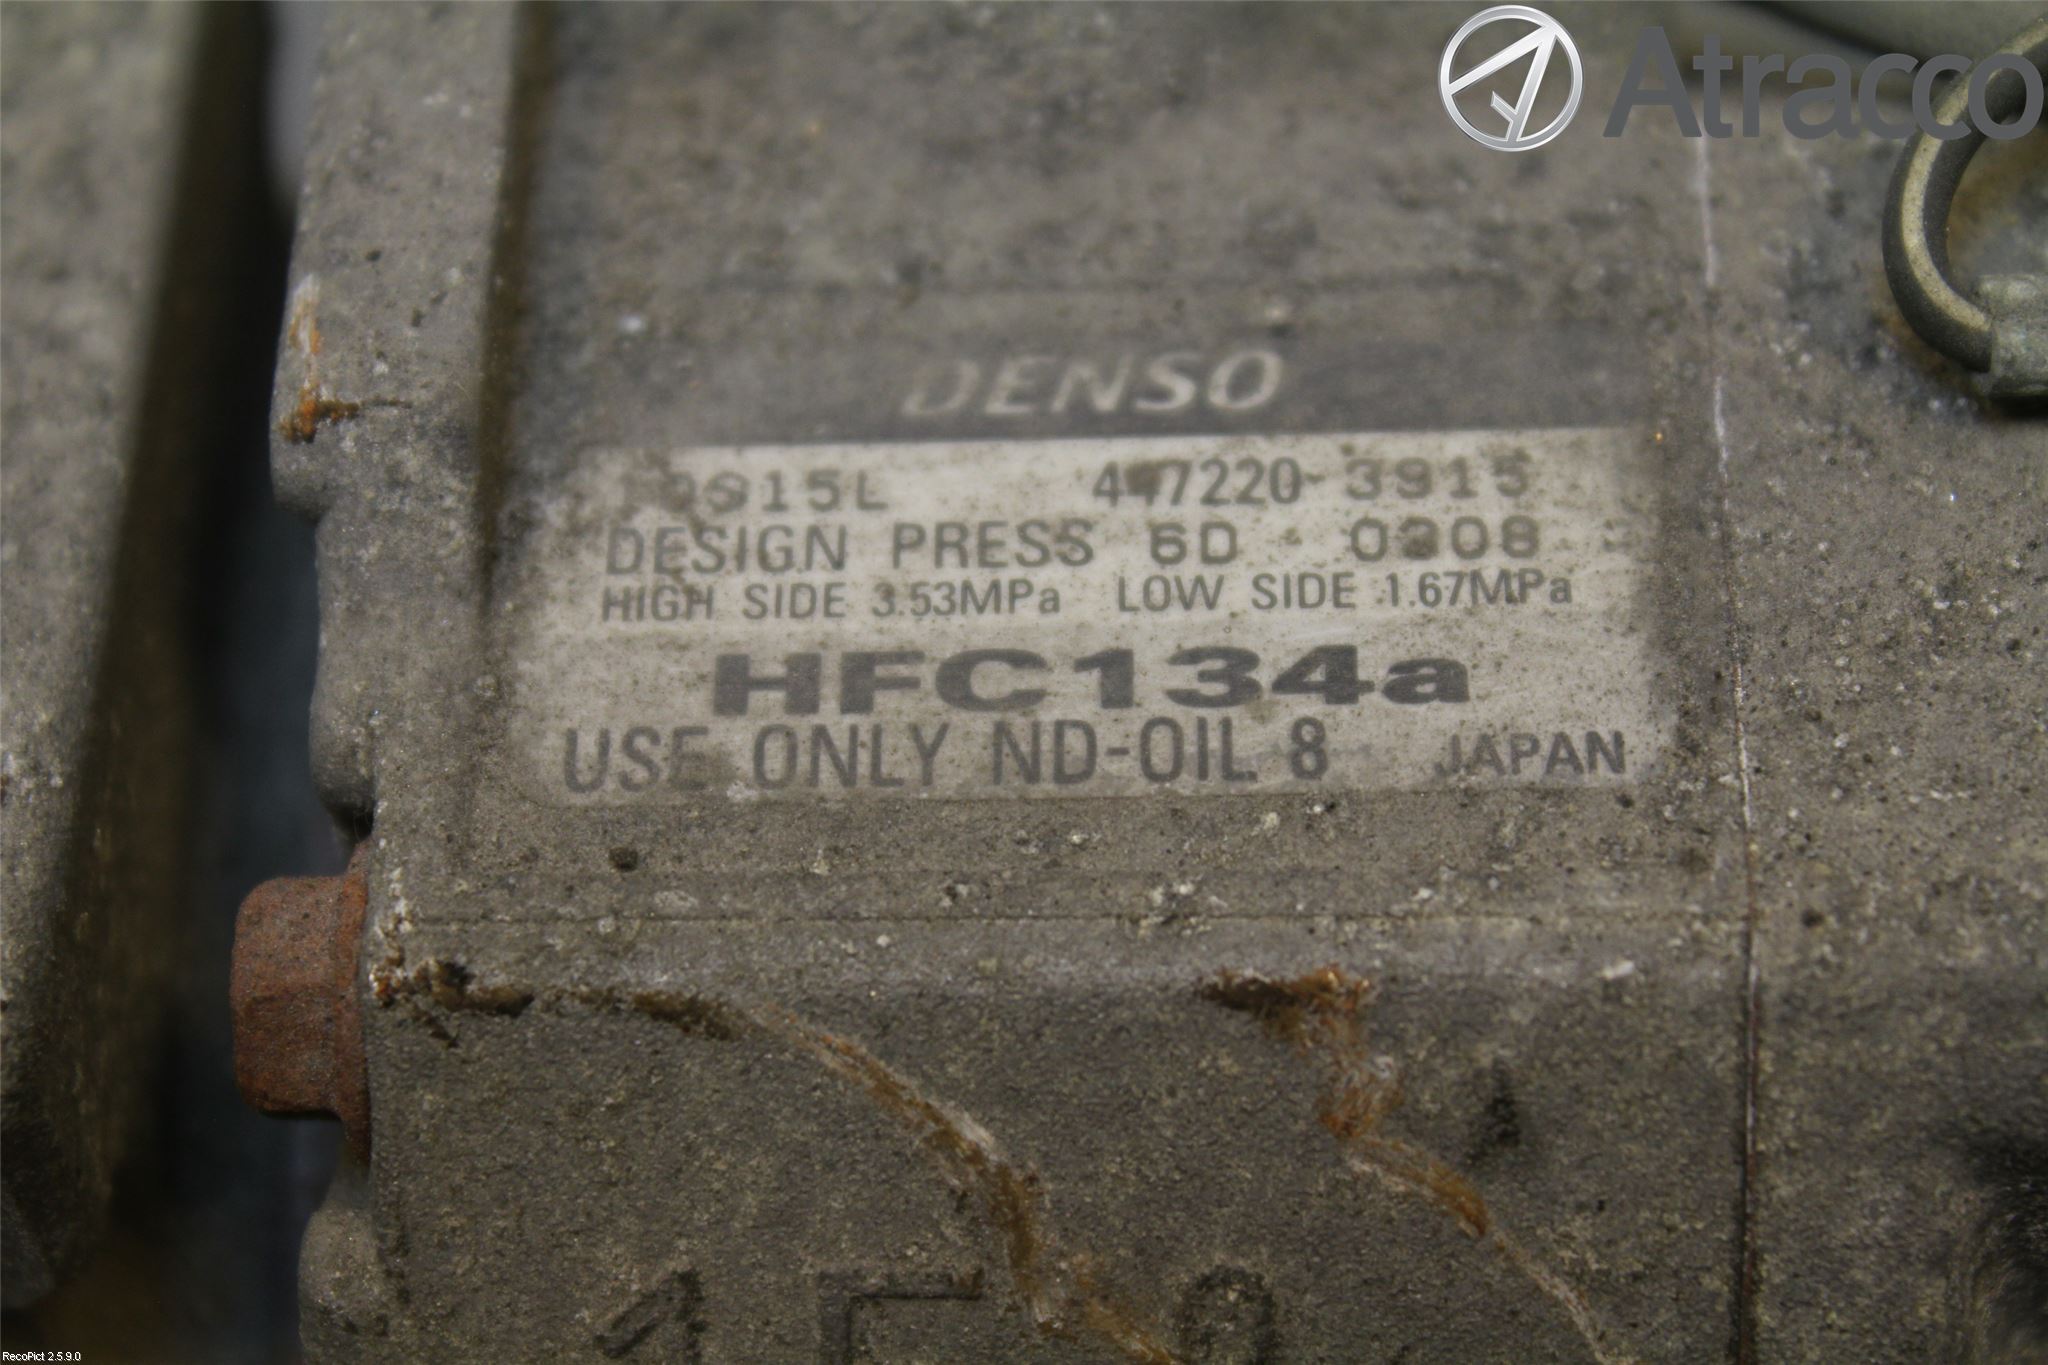 Atracco
DENSO
447220-3915
DESIGN PRESS 6D 0208
HIGH SIDE 3.53MPa LOW SIDE 1.67MPa
HFC134a
USE ONLY ND-OIL 8 JAPAN
RecoPict 2.5.9.0